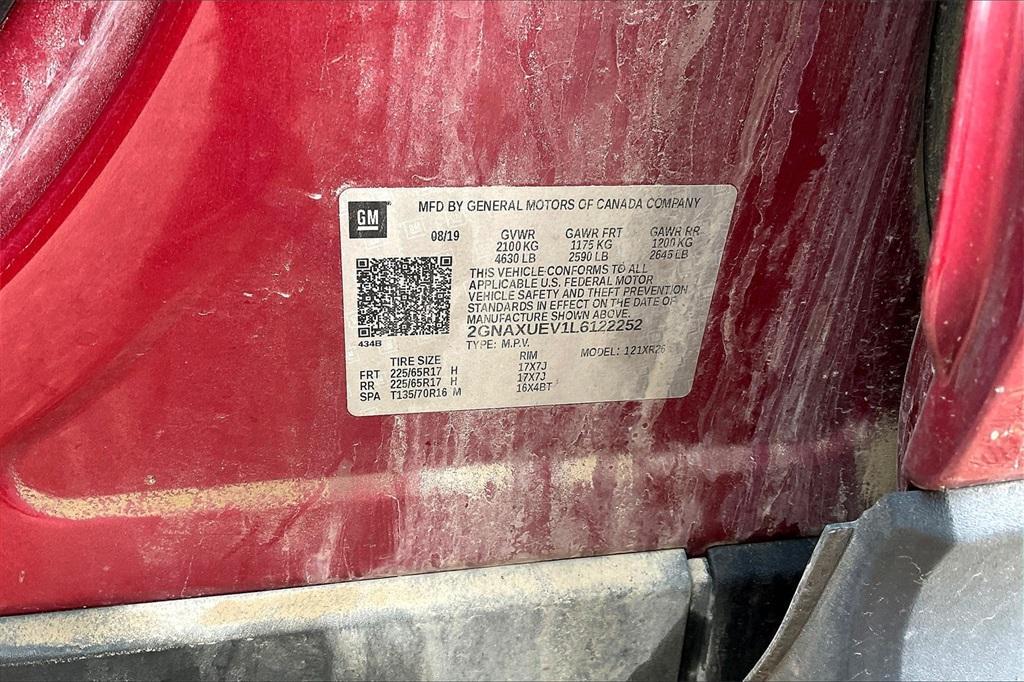 GM
MFD BY GENERAL MOTORS OF CANADA COMPANY
08/19 GVWR GAWR FRT GAWR RR
2100 KG 1175 KG 1200 KG
4630 LB 2590 LB 2645 LB
THIS VEHICLE CONFORMS TO ALL
APPLICABLE U.S. FEDERAL MOTOR
VEHICLE SAFETY AND THEFT PREVENTION
STANDARDS IN EFFECT ON THE DATE OF
MANUFACTURE SHOWN ABOVE.
2GNAXUEV1L6122252
434B
TYPE: M.P.V. MODEL: 121XR26
TIRE SIZE RIM
FRT 225/65R17 H 17X7J
RR 225/65R17 H 17X7J
SPA T135/70R16 M 16X4BT